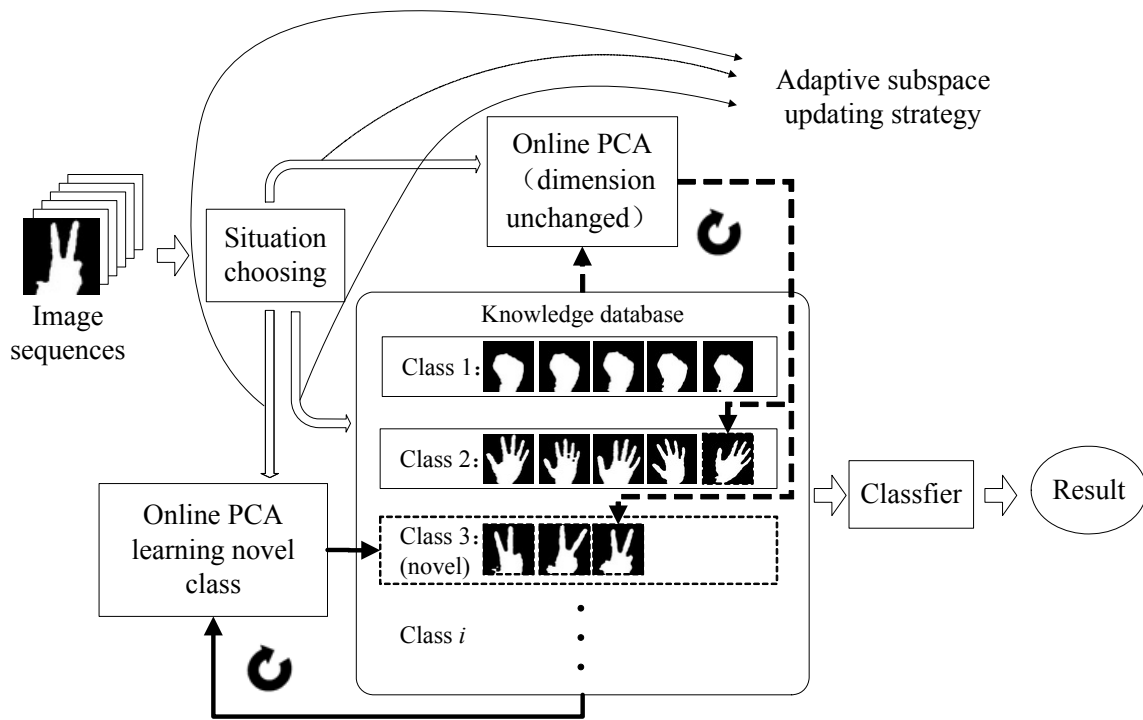 Adaptive subspace
updating strategy
Online PCA
（dimension
unchanged）
Situation
choosing
Image
sequences
Knowledge database
Class 1：
Class 2：
Class 3：
(novel)
Class i
Online PCA
learning novel
class
Classfier
Result